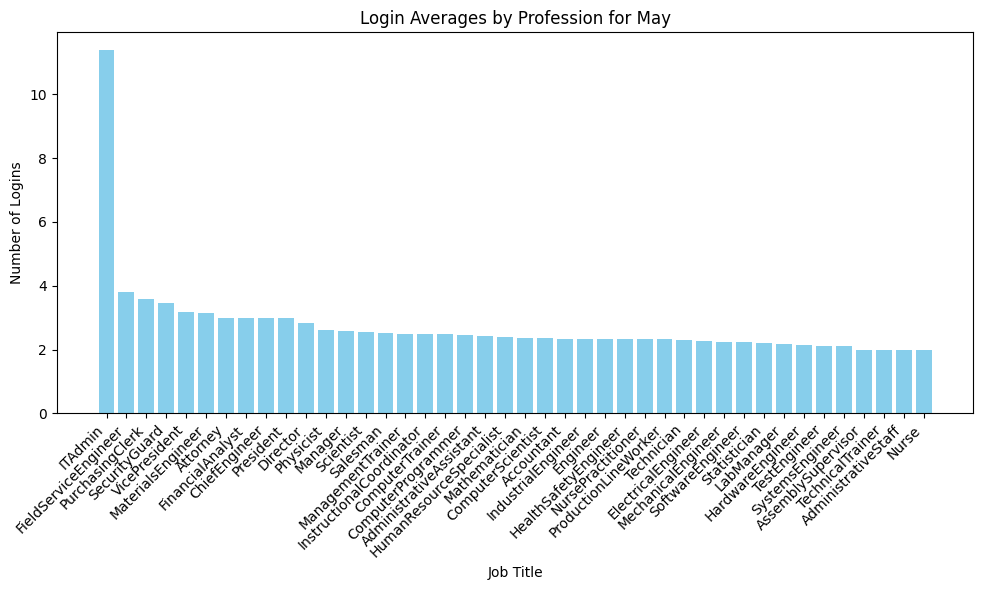 Login Averages by Profession for May
Number of Logins
10
8
6
4
2
0
ITAdmin
FieldServiceEngineer
PurchasingClerk
SecurityGuard
VicePresident
MaterialsEngineer
Attorney
FinancialAnalyst
ChiefEngineer
President
Director
Physicist
Manager
Scientist
Salesman
ManagementTrainer
InstructionalCoordinator
ComputerTrainer
ComputerProgrammer
AdministrativeAssistant
HumanResourceSpecialist
Mathematician
ComputerScientist
Accountant
IndustrialEngineer
Engineer
HealthSafetyEngineer
NursePractitioner
ProductionLineWorker
Technician
ElectricalEngineer
MechanicalEngineer
SoftwareEngineer
Statistician
LabManager
HardwareEngineer
TestEngineer
SystemsEngineer
AssemblySupervisor
TechnicalTrainer
AdministrativeStaff
Nurse
Job Title